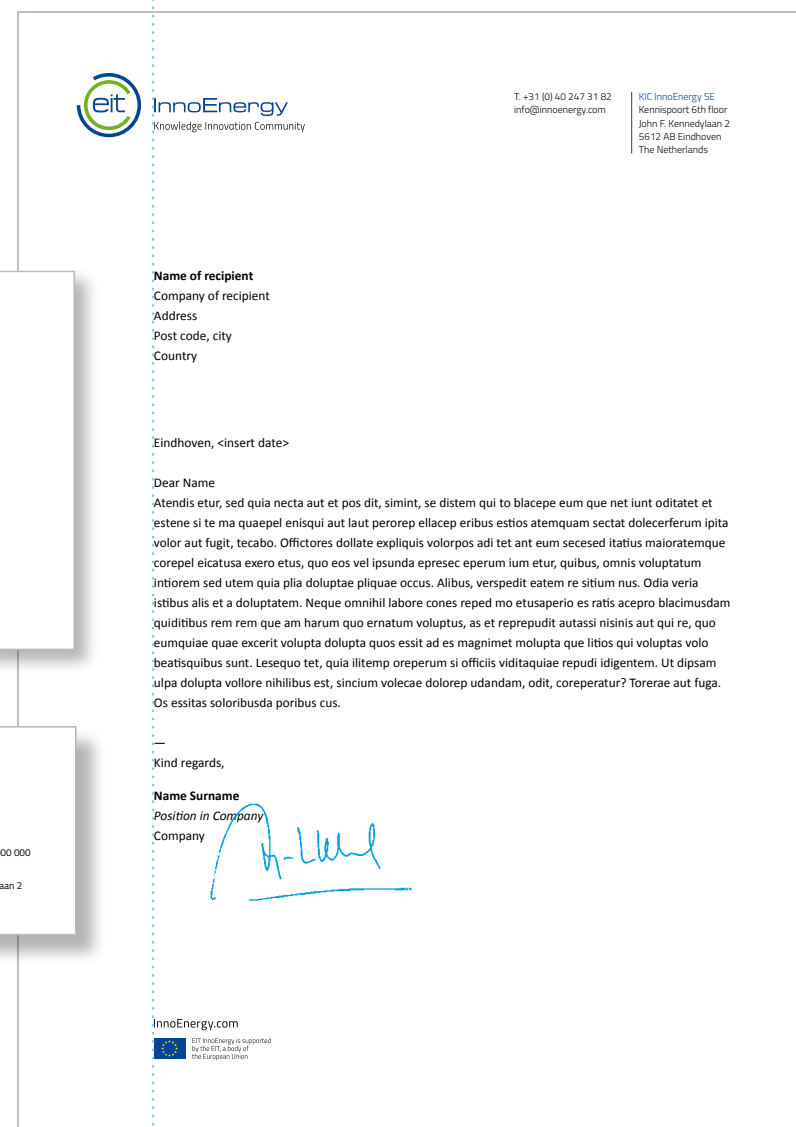 eit InnoEnergy
Knowledge Innovation Community
T. +31 (0) 40 247 31 82
info@innoenergy.com
KIC InnoEnergy SE
Kennispoort 6th floor
John F. Kennedylaan 2
5612 AB Eindhoven
The Netherlands
Name of recipient
Company of recipient
Address
Post code, city
Country
Eindhoven, <insert date>
Dear Name
Atendis etur, sed quia necta aut et pos dit, simint, se distem qui to blacepe eum que net iunt oditatet et
estene si te ma quaepel enisqui aut laut perorep ellacep eribus estios atemquam sectat dolecerferum ipita
volor aut fugit, tecabo. Offictores dollate expliquis volorpos adi tet ant eum secesed itatius maioratemque
corepel eicatusa exero etus, quo eos vel ipsunda epresec eperum ium etur, quibus, omnis voluptatum
intiorem sed utem quia plia doluptae pliquae occus. Alibus, verspedit eatem re sitium nus. Odia veria
istibus alis et a doluptatem. Neque omnihil labore cones reped mo etusaperio es ratis acepro blacimusdam
quiditibus rem rem que am harum quo ernatum voluptus, as et reprepudit autassi nisinis aut qui re, quo
eumquiae quae excerit volupta dolupta quos essit ad es magnimet molupta que litios qui voluptas volo
beatisquibus sunt. Lesequo tet, quia ilitemp oreperum si officiis viditaquiae repudi idigentem. Ut dipsam
ulpa dolupta vollore nihilibus est, sincium volecae dolorep udandam, odit, coreperatur? Torerae aut fuga.
Os essitas soloribusda poribus cus.
—
Kind regards,
Name Surname
Position in Company
Company
00 000
aan 2
InnoEnergy.com
EIT InnoEnergy is supported
by the EIT, a body of
the European Union